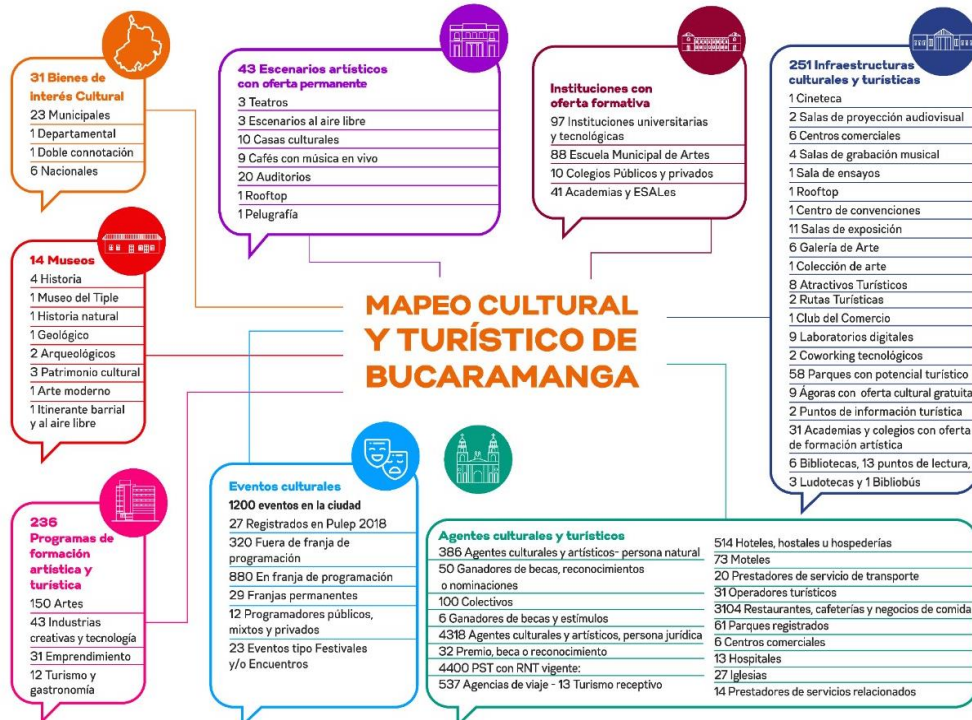 31 Bienes de
Interés Cultural
23 Municipales
1 Departamental
1 Doble connotación
6 Nacionales
43 Escenarios artísticos
con oferta permanente
3 Teatros
3 Escenarios al aire libre
10 Casas culturales
9 Cafés con música en vivo
20 Auditorios
1 Rooftop
1 Pelugrafía
Instituciones con
oferta formativa
97 Instituciones universitarias
y tecnológicas
88 Escuela Municipal de Artes
10 Colegios Públicos y privados
41 Academias y ESALes
251 Infraestructuras
culturales y turísticas
1 Cineteca
2 Salas de proyección audiovisual
6 Centros comerciales
4 Salas de grabación musical
1 Sala de ensayos
1 Rooftop
1 Centro de convenciones
11 Salas de exposición
6 Galería de Arte
1 Colección de arte
8 Atractivos Turísticos
2 Rutas Turísticas
1 Club del Comercio
9 Laboratorios digitales
2 Coworking tecnológicos
58 Parques con potencial turístico
9 Ágoras con oferta cultural gratuita
2 Puntos de información turística
31 Academias y colegios con oferta
de formación artística
6 Bibliotecas, 13 puntos de lectura,
3 Ludotecas y 1 Bibliobús
14 Museos
4 Historia
1 Museo del Tiple
1 Historia natural
1 Geológico
2 Arqueológicos
3 Patrimonio cultural
1 Arte moderno
1 Itinerante barrial
y al aire libre
MAPEO CULTURAL
Y TURÍSTICO DE
BUCARAMANGA
236
Programas de
formación
artística y
turística
150 Artes
43 Industrias
creativas y tecnología
31 Emprendimiento
12 Turismo y
gastronomía
Eventos culturales
1200 eventos en la ciudad
27 Registrados en Pulep 2018
320 Fuera de franja de
programación
880 En franja de programación
29 Franjas permanentes
12 Programadores públicos,
mixtos y privados
23 Eventos tipo Festivales
y/o Encuentros
Agentes culturales y turísticos
386 Agentes culturales y artísticos- persona natural
50 Ganadores de becas, reconocimientos
o nominaciones
100 Colectivos
6 Ganadores de becas y estímulos
4318 Agentes culturales y artísticos, persona jurídica
32 Premio, beca o reconocimiento
4400 PST con RNT vigente:
537 Agencias de viaje - 13 Turismo receptivo
514 Hoteles, hostales u hospederías
73 Moteles
20 Prestadores de servicio de transporte
31 Operadores turísticos
3104 Restaurantes, cafeterías y negocios de comida
61 Parques registrados
6 Centros comerciales
13 Hospitales
27 Iglesias
14 Prestadores de servicios relacionados